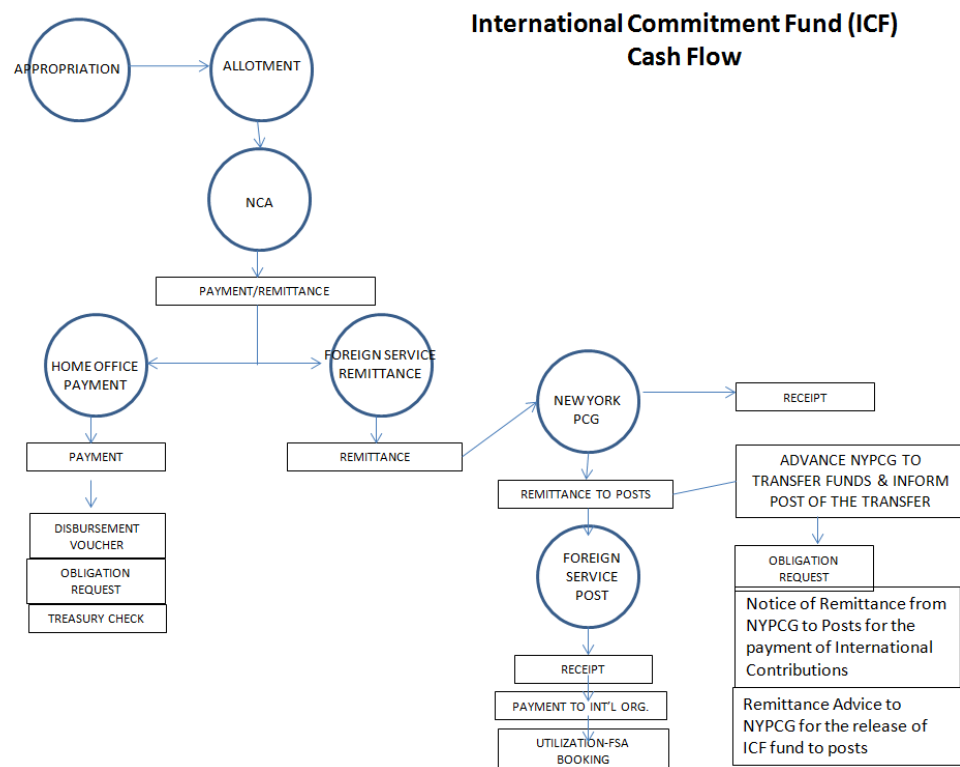 International Commitment Fund (ICF)
Cash Flow
APPROPRIATION
ALLOTMENT
NCA
PAYMENT/REMITTANCE
HOME OFFICE
PAYMENT
FOREIGN SERVICE
REMITTANCE
PAYMENT
REMITTANCE
DISBURSEMENT
VOUCHER
OBLIGATION
REQUEST
TREASURY CHECK
NEW YORK
PCG
RECEIPT
REMITTANCE TO POSTS
ADVANCE NYPCG TO
TRANSFER FUNDS & INFORM
POST OF THE TRANSFER
FOREIGN
SERVICE
POST
OBLIGATION
REQUEST
Notice of Remittance from
NYPCG to Posts for the
payment of International
Contributions
Remittance Advice to
NYPCG for the release of
ICF fund to posts
RECEIPT
PAYMENT TO INT'L ORG.
UTILIZATION-FSA
BOOKING